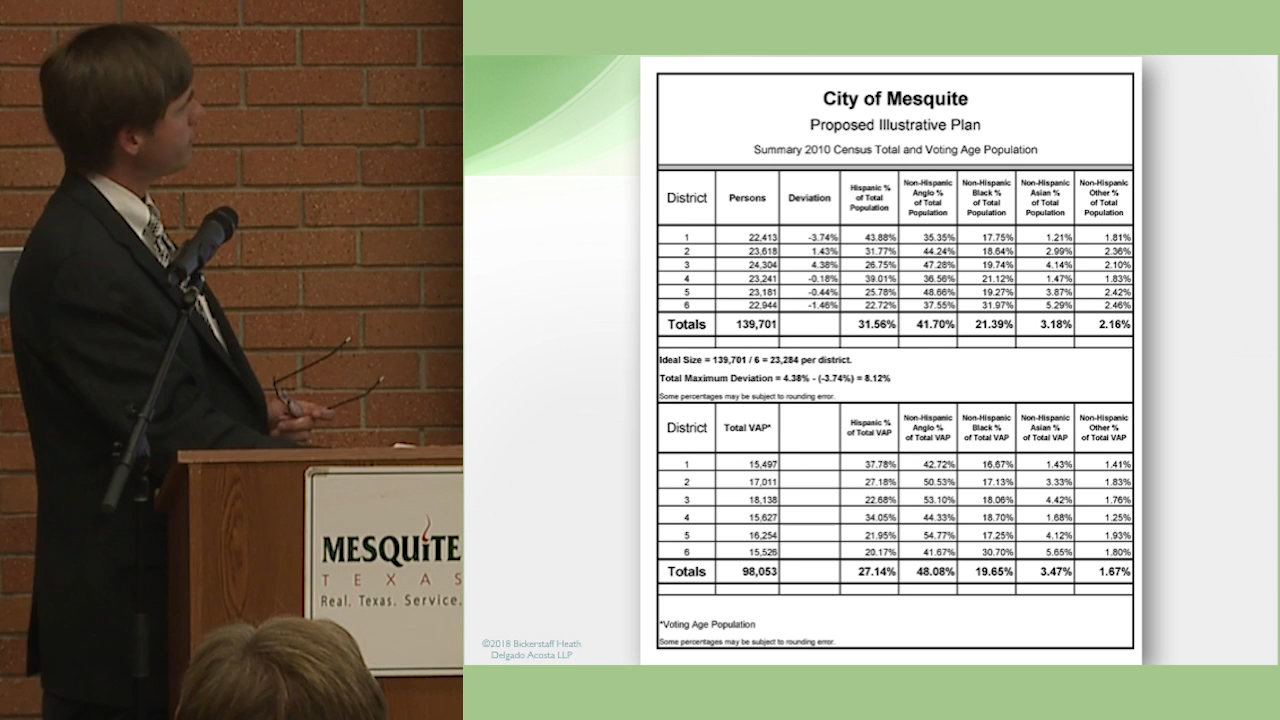 MESQUiTE
TEXAS
Real. Texas. Service.
©2018 Bickerstaff Heath
Delgado Acosta LLP
City of Mesquite
Proposed Illustrative Plan
Summary 2010 Census Total and Voting Age Population
District Persons Deviation Hispanic % of Total Population Non-Hispanic Anglo % of Total Population Non-Hispanic Black % of Total Population Non-Hispanic Asian % of Total Population Non-Hispanic Other % of Total Population
1 22,413 -3.74% 43.88% 35.35% 17.75% 1.21% 1.81%
2 23,618 1.43% 31.77% 44.24% 18.64% 2.99% 2.36%
3 24,304 4.38% 26.75% 47.28% 19.74% 4.14% 2.10%
4 23,241 -0.18% 39.01% 36.56% 21.12% 1.47% 1.83%
5 23,181 -0.44% 25.78% 48.66% 19.27% 3.87% 2.42%
6 22,944 -1.46% 22.72% 37.55% 31.97% 5.29% 2.46%
Totals 139,701 31.56% 41.70% 21.39% 3.18% 2.16%
Ideal Size = 139,701 / 6 = 23,284 per district.
Total Maximum Deviation = 4.38% - (-3.74%) = 8.12%
Some percentages may be subject to rounding error.
District Total VAP* Hispanic % of Total VAP Non-Hispanic Anglo % of Total VAP Non-Hispanic Black % of Total VAP Non-Hispanic Asian % of Total VAP Non-Hispanic Other % of Total VAP
1 15,497 37.78% 42.72% 16.67% 1.43% 1.41%
2 17,011 27.18% 50.53% 17.13% 3.33% 1.83%
3 18,138 22.68% 53.10% 18.06% 4.42% 1.76%
4 15,627 34.05% 44.33% 18.70% 1.68% 1.25%
5 16,254 21.95% 54.77% 17.25% 4.12% 1.93%
6 15,526 20.17% 41.67% 30.70% 5.65% 1.80%
Totals 98,053 27.14% 48.08% 19.65% 3.47% 1.67%
*Voting Age Population
Some percentages may be subject to rounding error.